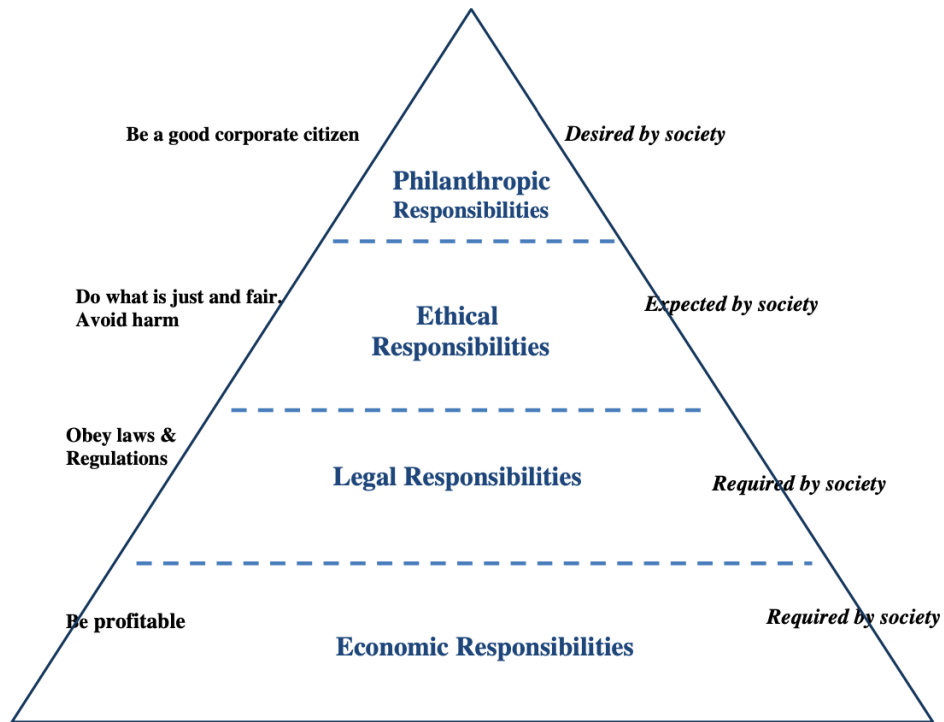 Be a good corporate citizen
Desired by society
Philanthropic
Responsibilities
Do what is just and fair,
Avoid harm
Expected by society
Ethical
Responsibilities
Obey laws &
Regulations
Legal Responsibilities
Required by society
Be profitable
Required by society
Economic Responsibilities